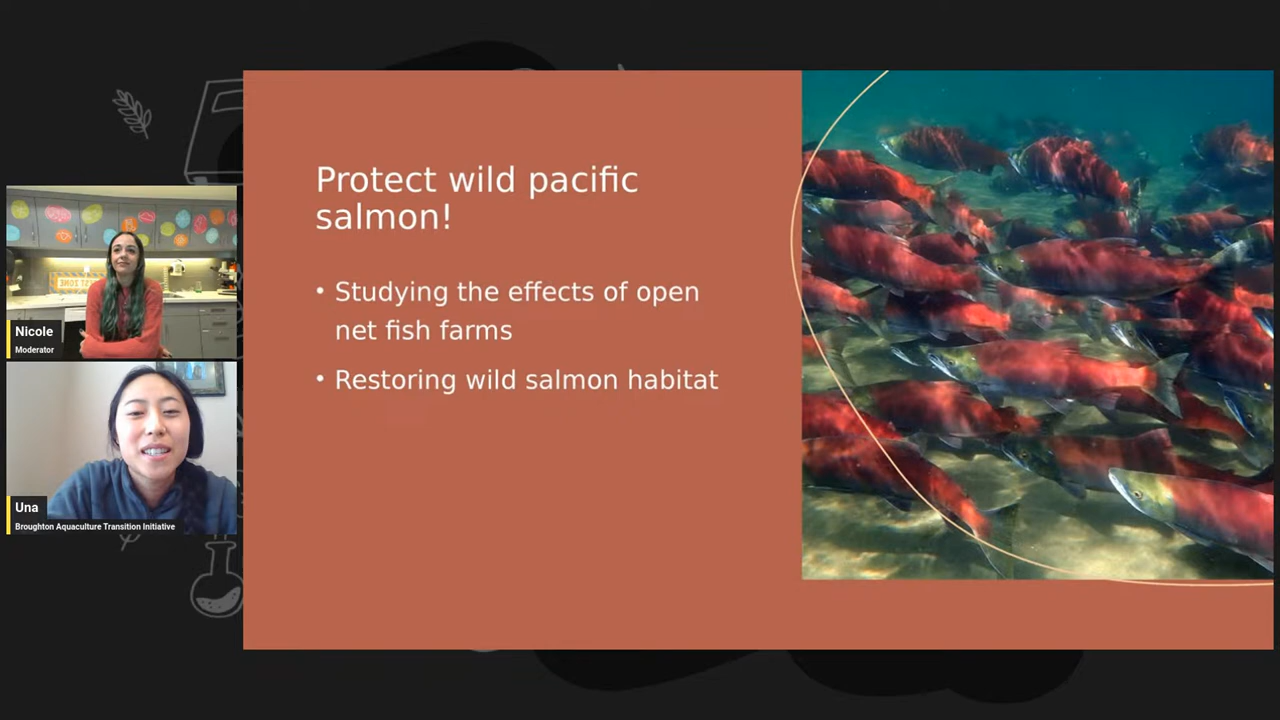 Protect wild pacific
salmon!
• Studying the effects of open
net fish farms
• Restoring wild salmon habitat
Nicole
Moderator
Una
Broughton Aquaculture Transition Initiative